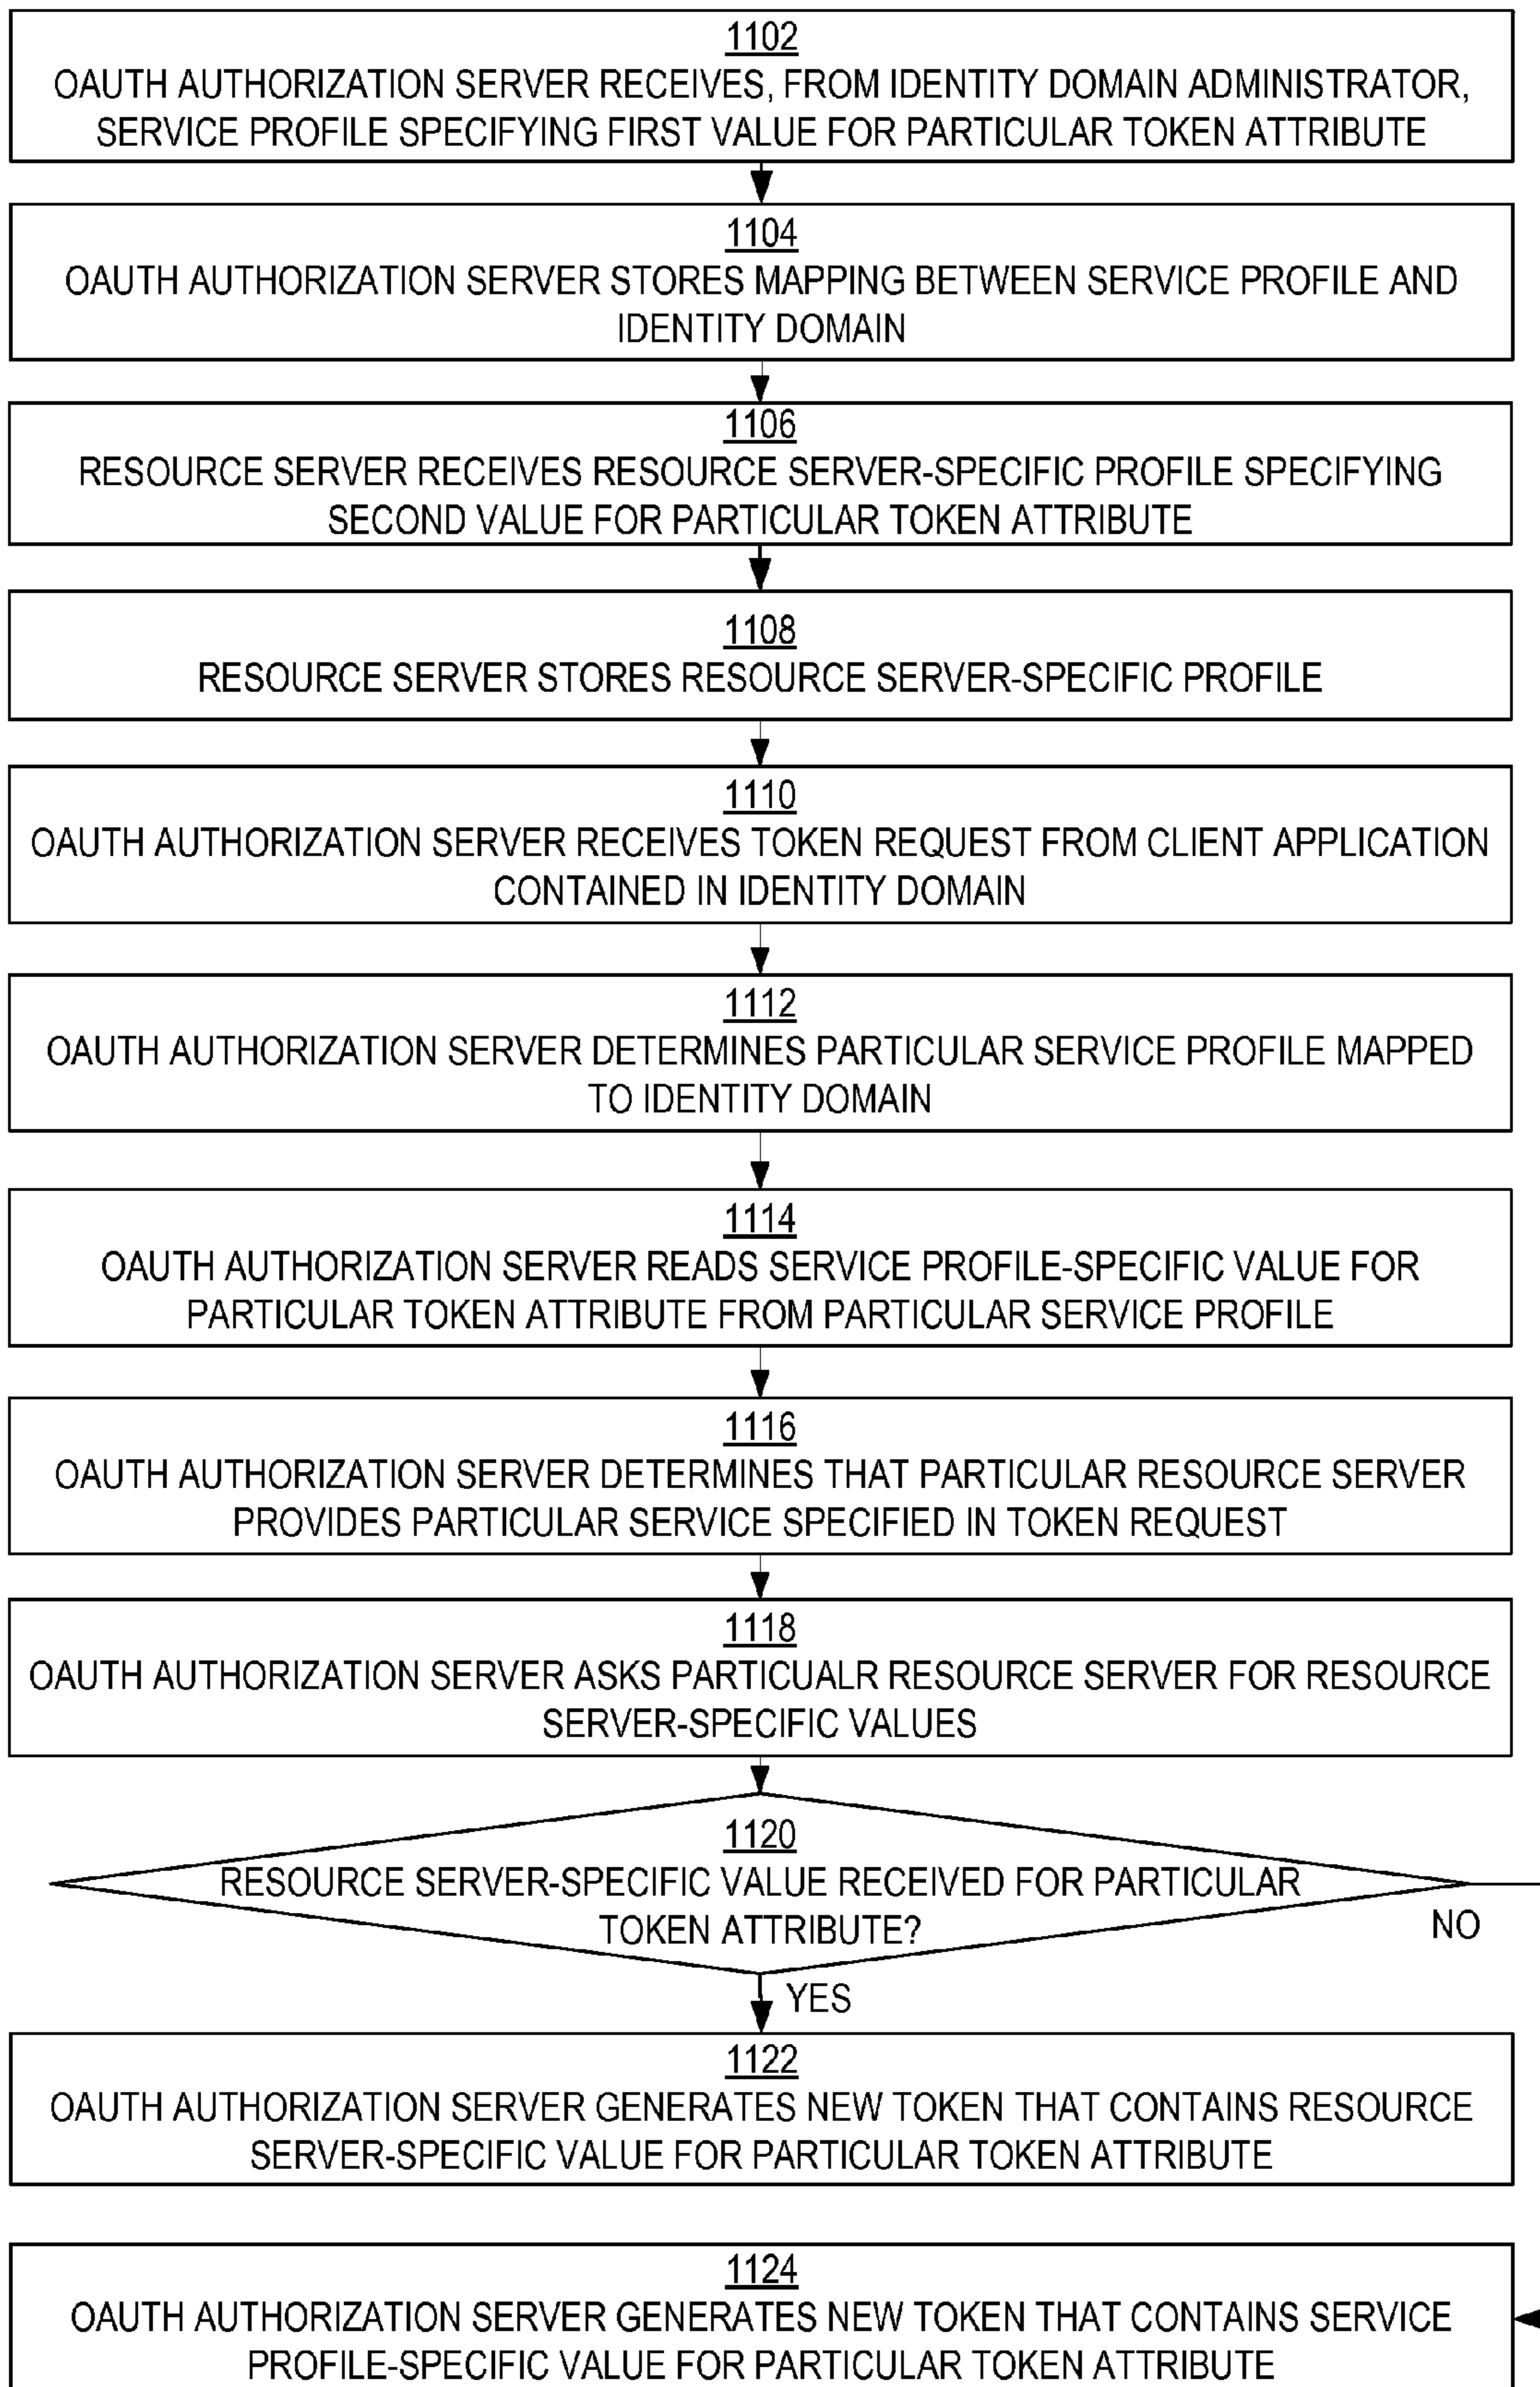 1102
OAUTH AUTHORIZATION SERVER RECEIVES, FROM IDENTITY DOMAIN ADMINISTRATOR,
SERVICE PROFILE SPECIFYING FIRST VALUE FOR PARTICULAR TOKEN ATTRIBUTE
1104
OAUTH AUTHORIZATION SERVER STORES MAPPING BETWEEN SERVICE PROFILE AND
IDENTITY DOMAIN
1106
RESOURCE SERVER RECEIVES RESOURCE SERVER-SPECIFIC PROFILE SPECIFYING
SECOND VALUE FOR PARTICULAR TOKEN ATTRIBUTE
1108
RESOURCE SERVER STORES RESOURCE SERVER-SPECIFIC PROFILE
1110
OAUTH AUTHORIZATION SERVER RECEIVES TOKEN REQUEST FROM CLIENT APPLICATION
CONTAINED IN IDENTITY DOMAIN
1112
OAUTH AUTHORIZATION SERVER DETERMINES PARTICULAR SERVICE PROFILE MAPPED
TO IDENTITY DOMAIN
1114
OAUTH AUTHORIZATION SERVER READS SERVICE PROFILE-SPECIFIC VALUE FOR
PARTICULAR TOKEN ATTRIBUTE FROM PARTICULAR SERVICE PROFILE
1116
OAUTH AUTHORIZATION SERVER DETERMINES THAT PARTICULAR RESOURCE SERVER
PROVIDES PARTICULAR SERVICE SPECIFIED IN TOKEN REQUEST
1118
OAUTH AUTHORIZATION SERVER ASKS PARTICUALR RESOURCE SERVER FOR RESOURCE
SERVER-SPECIFIC VALUES
1120
RESOURCE SERVER-SPECIFIC VALUE RECEIVED FOR PARTICULAR
TOKEN ATTRIBUTE?
NO
YES
1122
OAUTH AUTHORIZATION SERVER GENERATES NEW TOKEN THAT CONTAINS RESOURCE
SERVER-SPECIFIC VALUE FOR PARTICULAR TOKEN ATTRIBUTE
1124
OAUTH AUTHORIZATION SERVER GENERATES NEW TOKEN THAT CONTAINS SERVICE
PROFILE-SPECIFIC VALUE FOR PARTICULAR TOKEN ATTRIBUTE